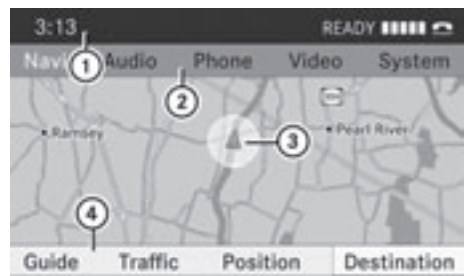 3:13 READY
Navi Audio Phone Video System
1
2
• Ramsey
3
• Pearl River
4
Guide Traffic Position Destination